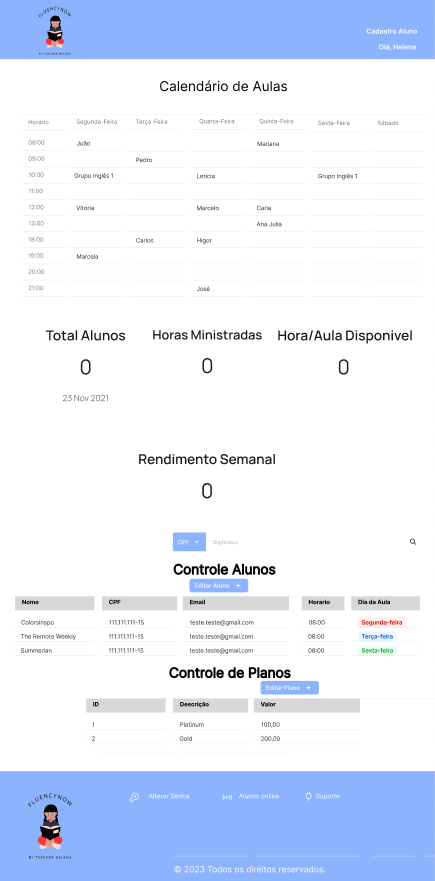 FLUENCYNOW
BY TEACHER HELENA
Cadastro Aluno
Olá, Helena
Calendário de Aulas
Horário Segunda-Feira Terça-Feira Quarta-Feira Quinta-Feira Sexta-Feira Sábado
08:00 João Mariana
09:00 Pedro
10:00 Grupo Inglês 1 Leticia Grupo Inglês 1
11:00
12:00 Vitória Marcelo Carla
13:00 Ana Julia
18:00 Carlos Higor
19:00 Marcela
20:00
21:00 José
Total Alunos Horas Ministradas Hora/Aula Disponivel
0 0 0
23 Nov 2021
Rendimento Semanal
0
CPF Digite aqui
Controle Alunos
Editar Aluno +
Nome CPF Email Horario Dia da Aula
Colorsinspo 111.111.111-15 teste.teste@gmail.com 08:00 Segunda-feira
The Remote Weekly 111.111.111-15 teste.teste@gmail.com 08:00 Terça-feira
Summerian 111.111.111-15 teste.teste@gmail.com 08:00 Sexta-feira
Controle de Planos
Editar Plano +
ID Descrição Valor
1 Platinum 100,00
2 Gold 200,00
FLUENCYNOW
BY TEACHER HELENA
Alterar Senha Alunos online Suporte
© 2023 Todos os direitos reservados.